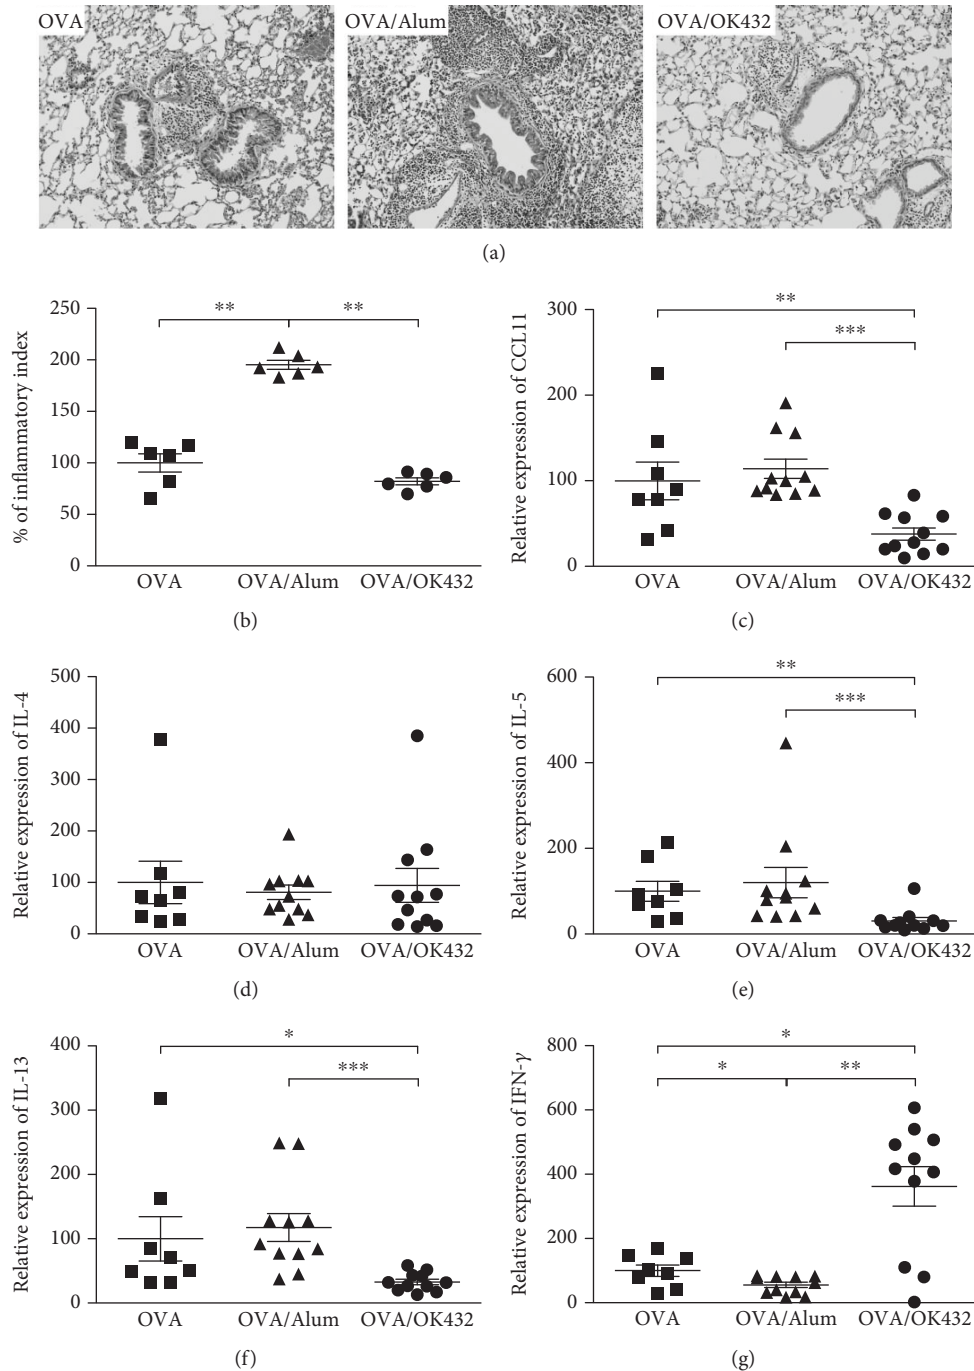 OVA
OVA/Alum
OVA/OK432
(a)
% of inflammatory index
250
200
150
100
50
0
**
**
OVA
OVA/Alum
OVA/OK432
(b)
Relative expression of CCL11
300
200
100
0
**
***
OVA
OVA/Alum
OVA/OK432
(c)
Relative expression of IL-4
500
400
300
200
100
0
OVA
OVA/Alum
OVA/OK432
(d)
Relative expression of IL-5
600
400
200
0
**
***
OVA
OVA/Alum
OVA/OK432
(e)
Relative expression of IL-13
400
300
200
100
0
*
***
OVA
OVA/Alum
OVA/OK432
(f)
Relative expression of IFN-γ
800
600
400
200
0
*
*
**
OVA
OVA/Alum
OVA/OK432
(g)